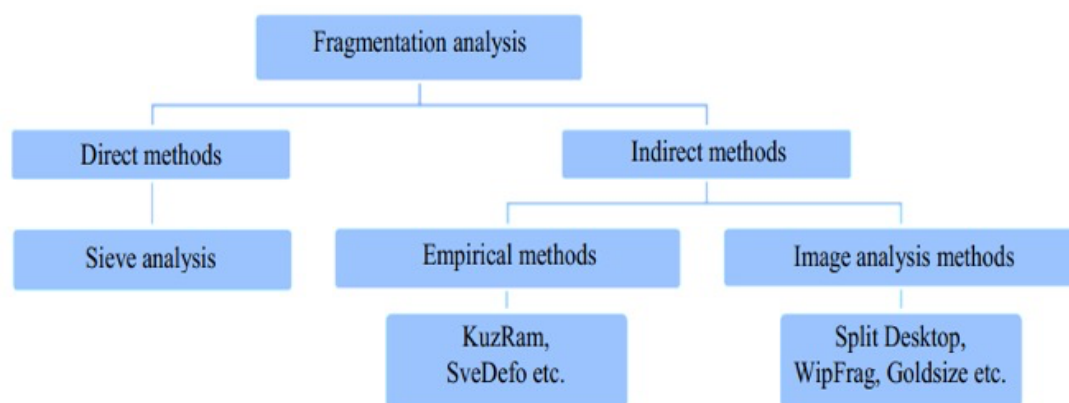 Fragmentation analysis
Direct methods
Indirect methods
Sieve analysis
Empirical methods
Image analysis methods
KuzRam,
SveDefo etc.
Split Desktop,
WipFrag, Goldsize etc.